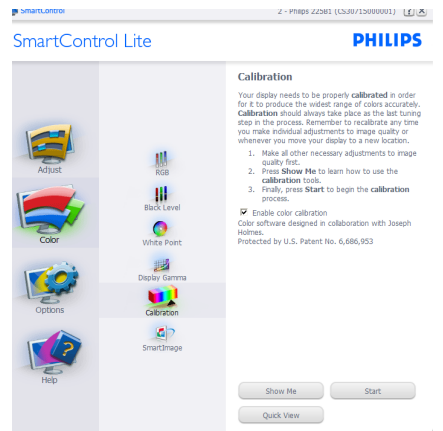 SmartControl
2 - Philips 225B1 (CS30715000001)
SmartControl Lite
PHILIPS
Adjust
Color
Options
Help
RGB
Black Level
White Point
Display Gamma
Calibration
SmartImage
Calibration
Your display needs to be properly calibrated in order
for it to produce the widest range of colors accurately.
Calibration should always take place as the last tuning
step in the process. Remember to recalibrate any time
you make individual adjustments to image quality or
whenever you move your display to a new location.
1. Make all other necessary adjustments to image
quality first.
2. Press Show Me to learn how to use the
calibration tools.
3. Finally, press Start to begin the calibration
process.
Enable color calibration
Color software designed in collaboration with Joseph
Holmes.
Protected by U.S. Patent No. 6,686,953
Show Me
Start
Quick View